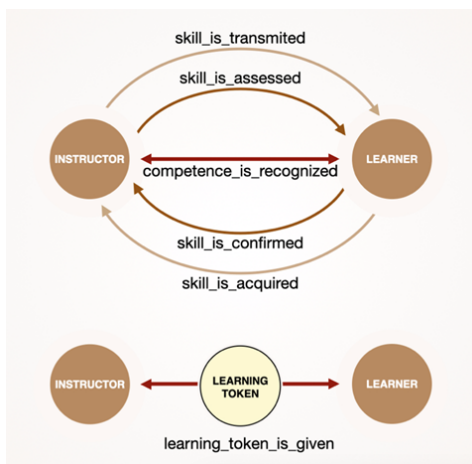 skill_is_transmited
skill_is_assessed
INSTRUCTOR
LEARNER
competence_is_recognized
skill_is_confirmed
skill_is_acquired
INSTRUCTOR
LEARNING
TOKEN
LEARNER
learning_token_is_given